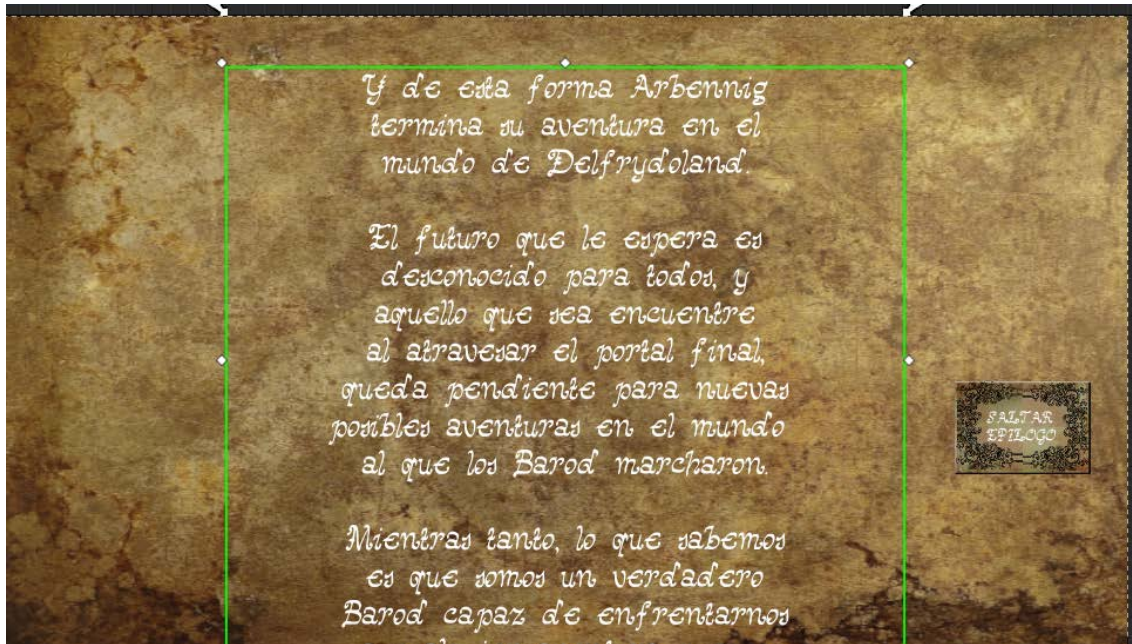 Y de esta forma Arbennig
termina su aventura en el
mundo de Delfrydoland.
El futuro que le espera es
desconocido para todos, y
aquello que sea encuentre
al atravesar el portal final,
queda pendiente para nuevas
posibles aventuras en el mundo
al que los Barod marcharon.
SALTAR
EPILOGO
Mientras tanto, lo que sabemos
es que somos un verdadero
Barod capaz de enfrentarnos